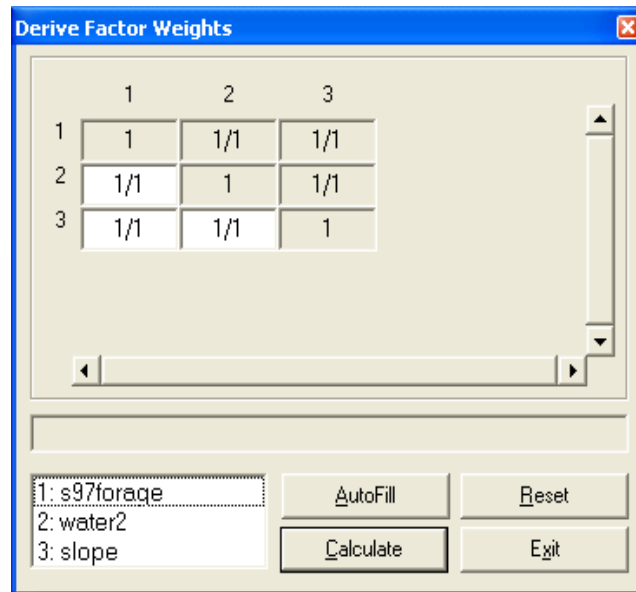 Derive Factor Weights
1 2 3
1 1 1/1 1/1
2 1/1 1 1/1
3 1/1 1/1 1
1: s97forage
AutoFill Reset
2: water2
3: slope
Calculate Exit